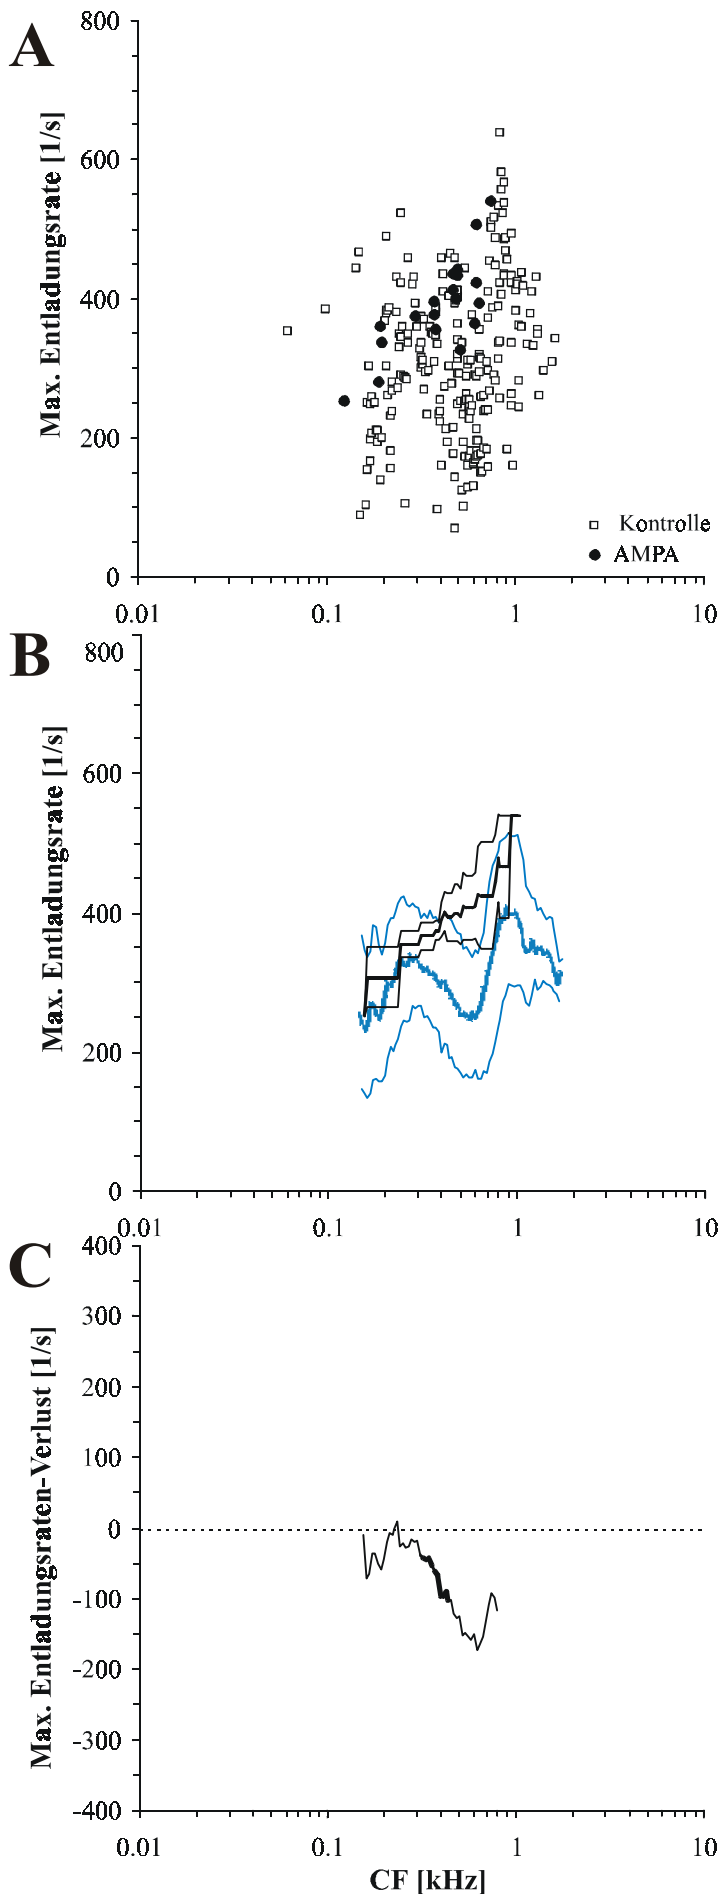 A
Max. Entladungsrate [1/s]
800
600
400
200
0
Kontrolle
AMPA
0.01 0.1 1 10
B
Max. Entladungsrate [1/s]
800
600
400
200
0
0.01 0.1 1 10
C
Max. Entladungsraten-Verlust [1/s]
400
300
200
100
0
-100
-200
-300
-400
0.01 0.1 1 10
CF [kHz]